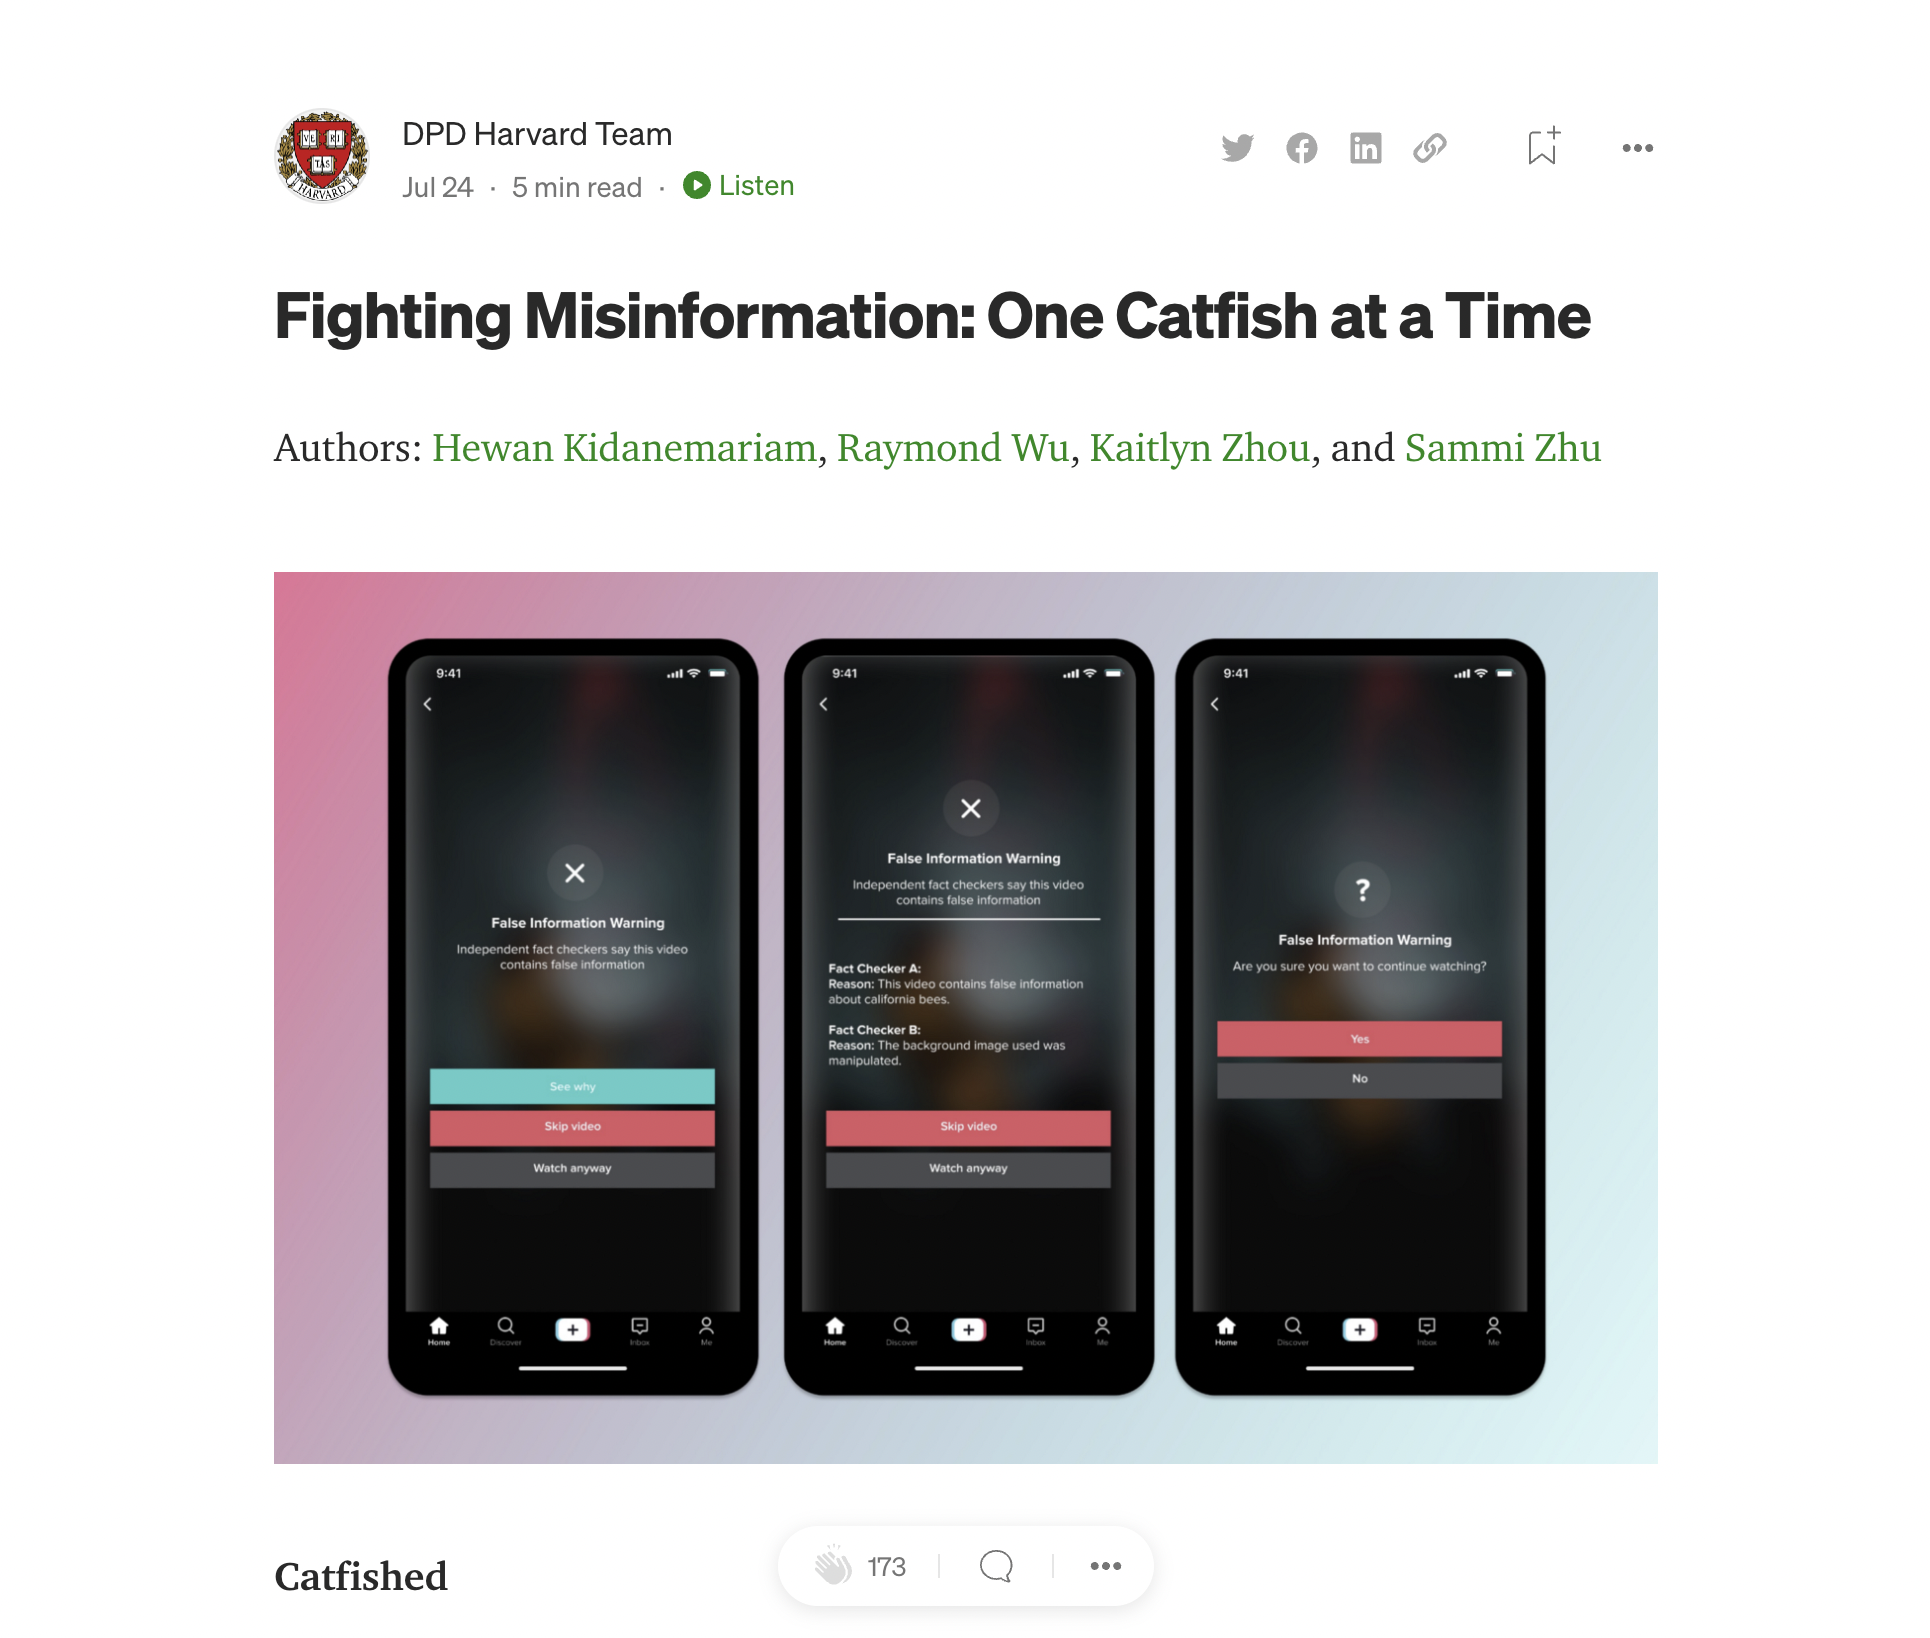 DPD Harvard Team
Jul 24 · 5 min read · Listen
VE RI
TAS
HARVARD
Fighting Misinformation: One Catfish at a Time
Authors: Hewan Kidanemariam, Raymond Wu, Kaitlyn Zhou, and Sammi Zhu
9:41
False Information Warning
Independent fact checkers say this video
contains false information
See why
Skip video
Watch anyway
Home Discover Inbox Me
9:41
False Information Warning
Independent fact checkers say this video
contains false information
Fact Checker A:
Reason: This video contains false information
about california bees.
Fact Checker B:
Reason: The background image used was
manipulated.
Skip video
Watch anyway
Home Discover Inbox Me
9:41
?
False Information Warning
Are you sure you want to continue watching?
Yes
No
Home Discover Inbox Me
Catfished
173